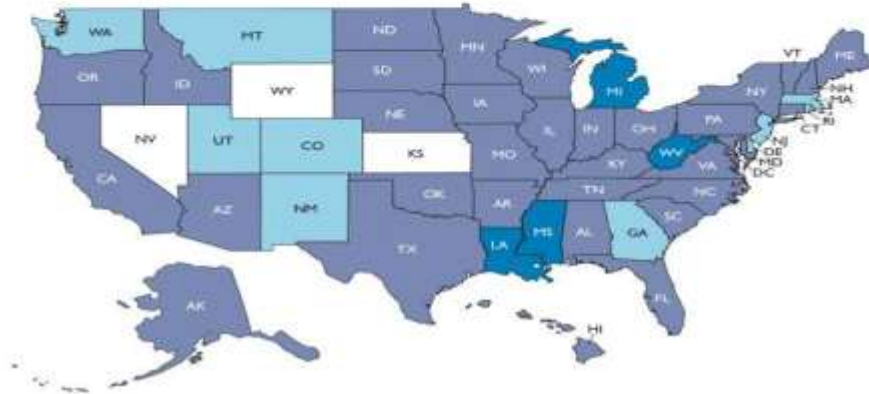 WA
MT
ND
MN
VT
ME
OR
ID
SD
WI
MI
NY
NH
MA
WY
RI
CT
NE
IA
PA
NJ
NV
UT
CO
IL
IN
OH
DE
MD
DC
WV
VA
CA
KS
MO
KY
AZ
NM
OK
AR
TN
NC
SC
TX
LA
MS
AL
GA
FL
AK
HI